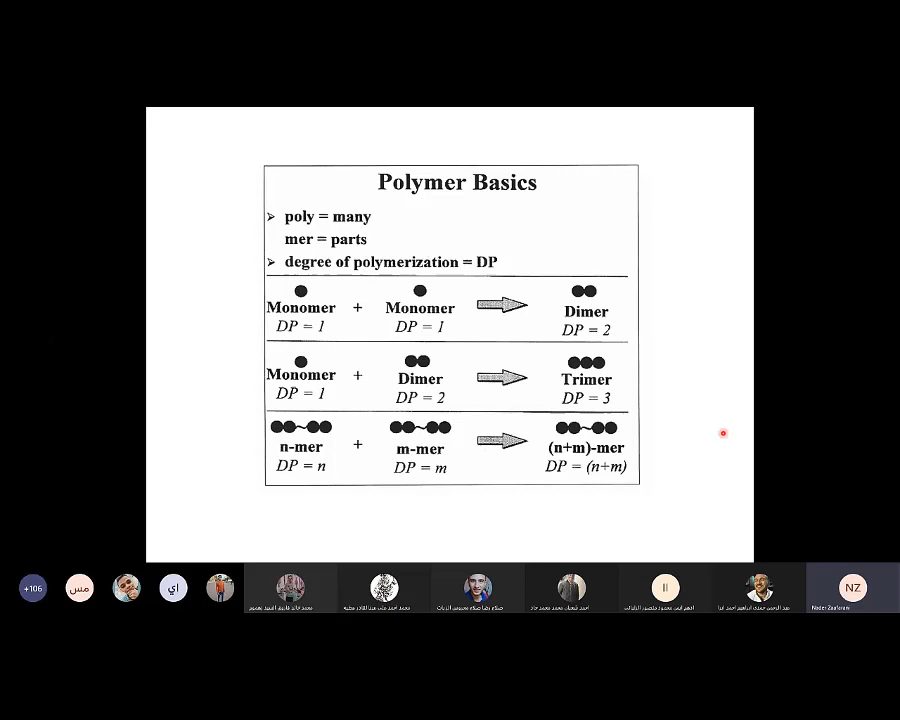 Polymer Basics
➢ poly = many
mer = parts
➢ degree of polymerization = DP
Monomer + Monomer Dimer
DP = 1 DP = 1 DP = 2
Monomer + Dimer Trimer
DP = 1 DP = 2 DP = 3
n-mer + m-mer (n+m)-mer
DP = n DP = m DP = (n+m)
+106 مس اي اا NZ
Nader Zaafarani